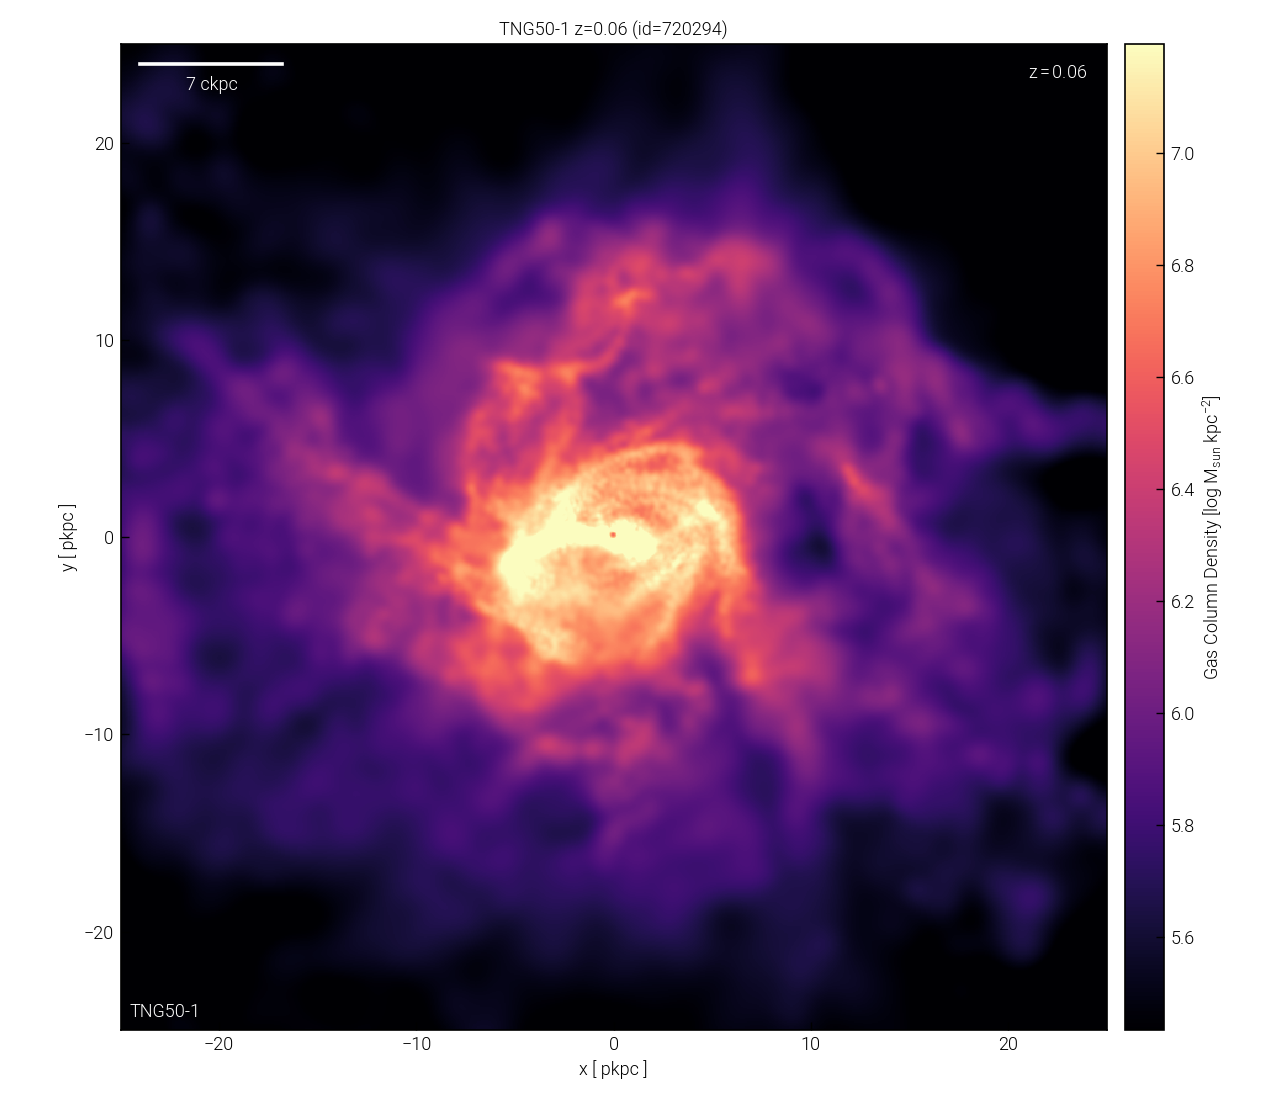 TNG50-1 z=0.06 (id=720294)
7 ckpc
z=0.06
20
10
0
−10
−20
y [ pkpc ]
TNG50-1
−20 −10 0 10 20
x [ pkpc ]
7.0
6.8
6.6
6.4
6.2
6.0
5.8
5.6
Gas Column Density [log M_sun kpc^−2]